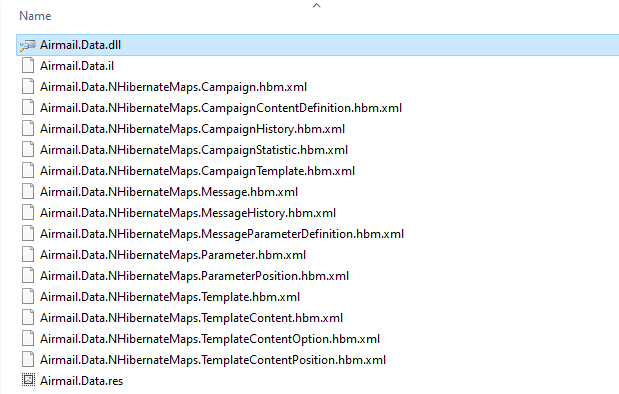 Name
Airmail.Data.dll
Airmail.Data.il
Airmail.Data.NHibernateMaps.Campaign.hbm.xml
Airmail.Data.NHibernateMaps.CampaignContentDefinition.hbm.xml
Airmail.Data.NHibernateMaps.CampaignHistory.hbm.xml
Airmail.Data.NHibernateMaps.CampaignStatistic.hbm.xml
Airmail.Data.NHibernateMaps.CampaignTemplate.hbm.xml
Airmail.Data.NHibernateMaps.Message.hbm.xml
Airmail.Data.NHibernateMaps.MessageHistory.hbm.xml
Airmail.Data.NHibernateMaps.MessageParameterDefinition.hbm.xml
Airmail.Data.NHibernateMaps.Parameter.hbm.xml
Airmail.Data.NHibernateMaps.ParameterPosition.hbm.xml
Airmail.Data.NHibernateMaps.Template.hbm.xml
Airmail.Data.NHibernateMaps.TemplateContent.hbm.xml
Airmail.Data.NHibernateMaps.TemplateContentOption.hbm.xml
Airmail.Data.NHibernateMaps.TemplateContentPosition.hbm.xml
Airmail.Data.res